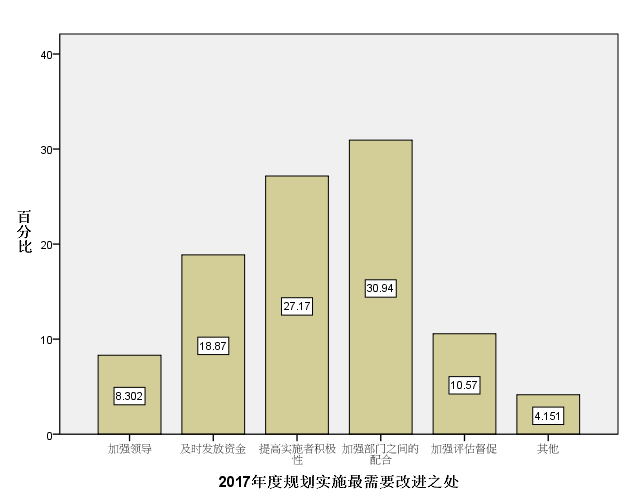 40
30
20
10
0
百分比
8.302
18.87
27.17
30.94
10.57
4.151
加强领导
及时发放资金
提高实施者积极
性
加强部门之间的
配合
加强评估督促
其他
2017年度规划实施最需要改进之处